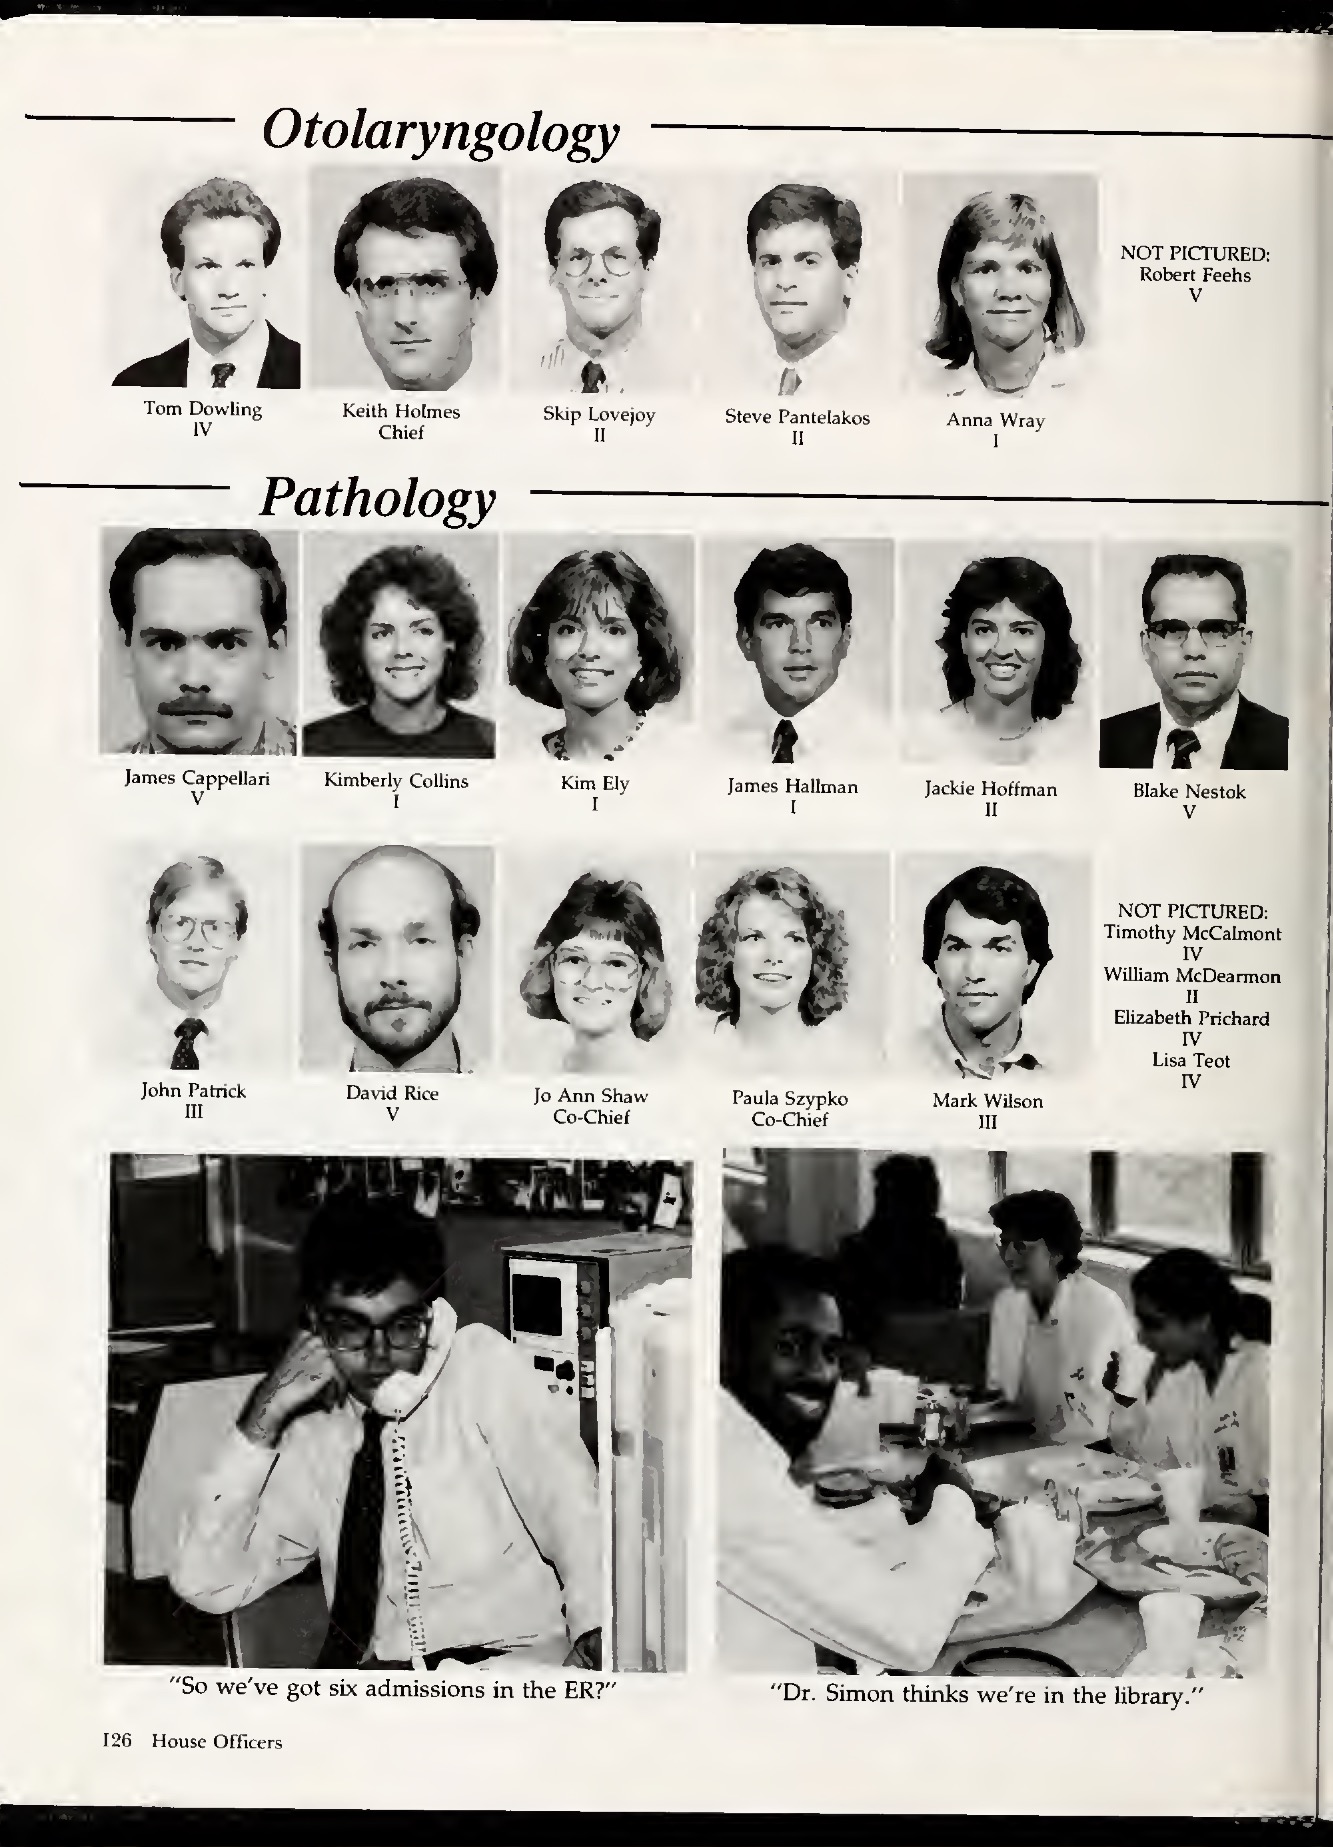 Otolaryngology
Tom Dowling
IV
Keith Holmes
Chief
Skip Lovejoy
II
Steve Pantelakos
II
Anna Wray
I
NOT PICTURED:
Robert Feehs
V
Pathology
James Cappellari
V
Kimberly Collins
I
Kim Ely
I
James Hallman
I
Jackie Hoffman
II
Blake Nestok
V
John Patrick
III
David Rice
V
Jo Ann Shaw
Co-Chief
Paula Szypko
Co-Chief
Mark Wilson
III
NOT PICTURED:
Timothy McCalmont
IV
William McDearmon
II
Elizabeth Prichard
IV
Lisa Teot
IV
"So we've got six admissions in the ER?"
"Dr. Simon thinks we're in the library."
126 House Officers